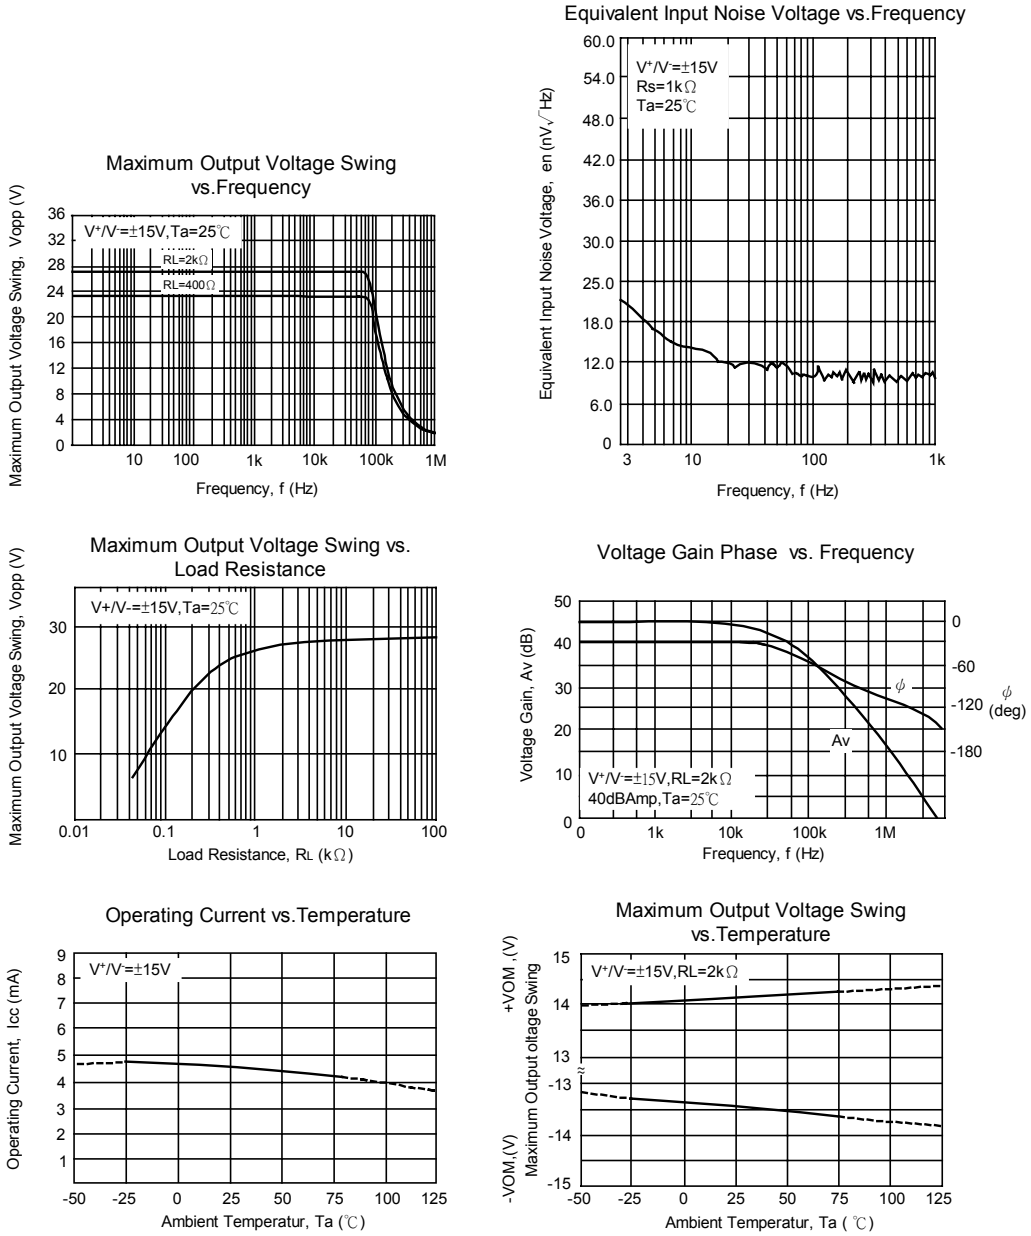 Equivalent Input Noise Voltage vs.Frequency
60.0
54.0
48.0
42.0
36.0
30.0
25.0
18.0
12.0
6.0
0
V⁺/V⁻=±15V
Rs=1kΩ
Ta=25℃
Equivalent Input Noise Voltage, en (nV√Hz)
3 10 100 1k
Frequency, f (Hz)
Maximum Output Voltage Swing
vs.Frequency
Maximum Output Voltage Swing, Vopp (V)
36
32
28
24
20
16
12
8
4
0
V⁺/V⁻=±15V,Ta=25℃
RL=2kΩ
RL=400Ω
10 100 1k 10k 100k 1M
Frequency, f (Hz)
Maximum Output Voltage Swing vs.
Load Resistance
Maximum Output Voltage Swing, Vopp (V)
V+/V-=±15V,Ta=25℃
30
20
10
0.01 0.1 1 10 100
Load Resistance, RL (kΩ)
Voltage Gain Phase vs. Frequency
Voltage Gain, Av (dB)
50
40
30
20
10
0
0
-60
-120
-180
ϕ
ϕ
(deg)
Av
V⁺/V⁻=±15V,RL=2kΩ
40dBAmp,Ta=25℃
0 1k 10k 100k 1M
Frequency, f (Hz)
Operating Current vs.Temperature
Operating Current, Icc (mA)
9
8
7
6
5
4
3
2
1
V⁺/V⁻=±15V
-50 -25 0 25 50 75 100 125
Ambient Temperatur, Ta (℃)
Maximum Output Voltage Swing
vs.Temperature
+VOM ,(V)
-VOM,(V)
Maximum Output oltage Swing
15
14
13
≈
-13
-14
-15
V⁺/V⁻=±15V,RL=2kΩ
-50 -25 0 25 50 75 100 125
Ambient Temperatur, Ta ( ℃)